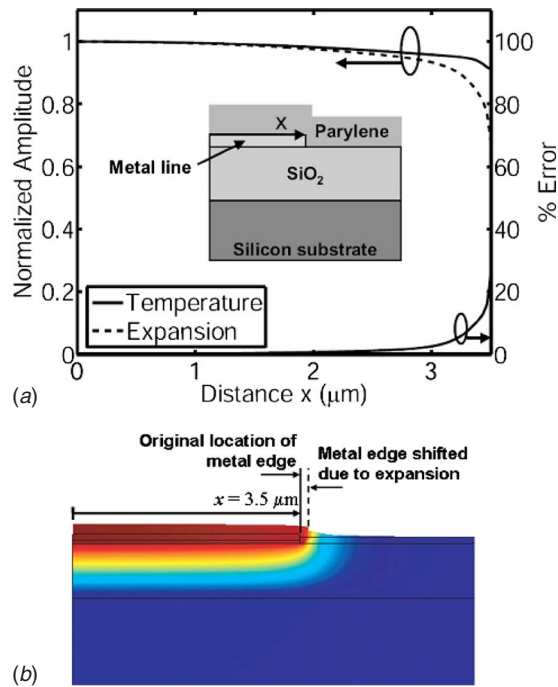 1
0.8
0.6
0.4
0.2
0
Normalized Amplitude
100
80
60
40
20
0
% Error
x
Parylene
Metal line
SiO2
Silicon substrate
Temperature
Expansion
0
1
2
3
Distance x (μm)
(a)
Original location of
metal edge
Metal edge shifted
due to expansion
x = 3.5 μm
(b)